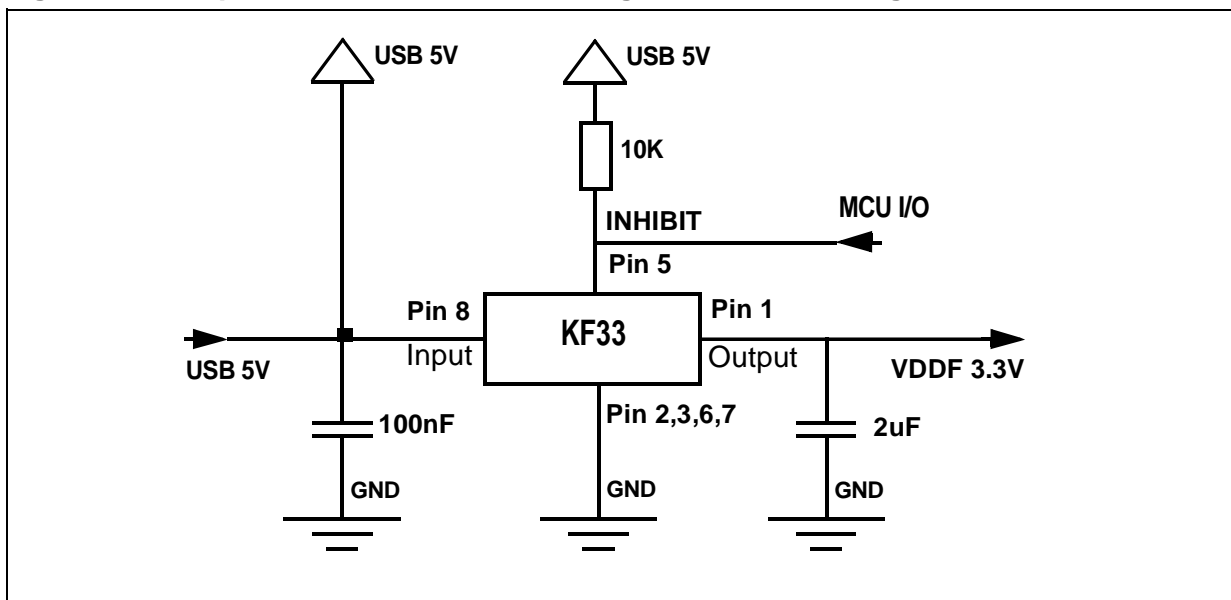 USB 5V
USB 5V
10K
INHIBIT
MCU I/O
Pin 5
Pin 8
KF33
Pin 1
Input
Output
USB 5V
VDDF 3.3V
Pin 2,3,6,7
100nF
2uF
GND
GND
GND